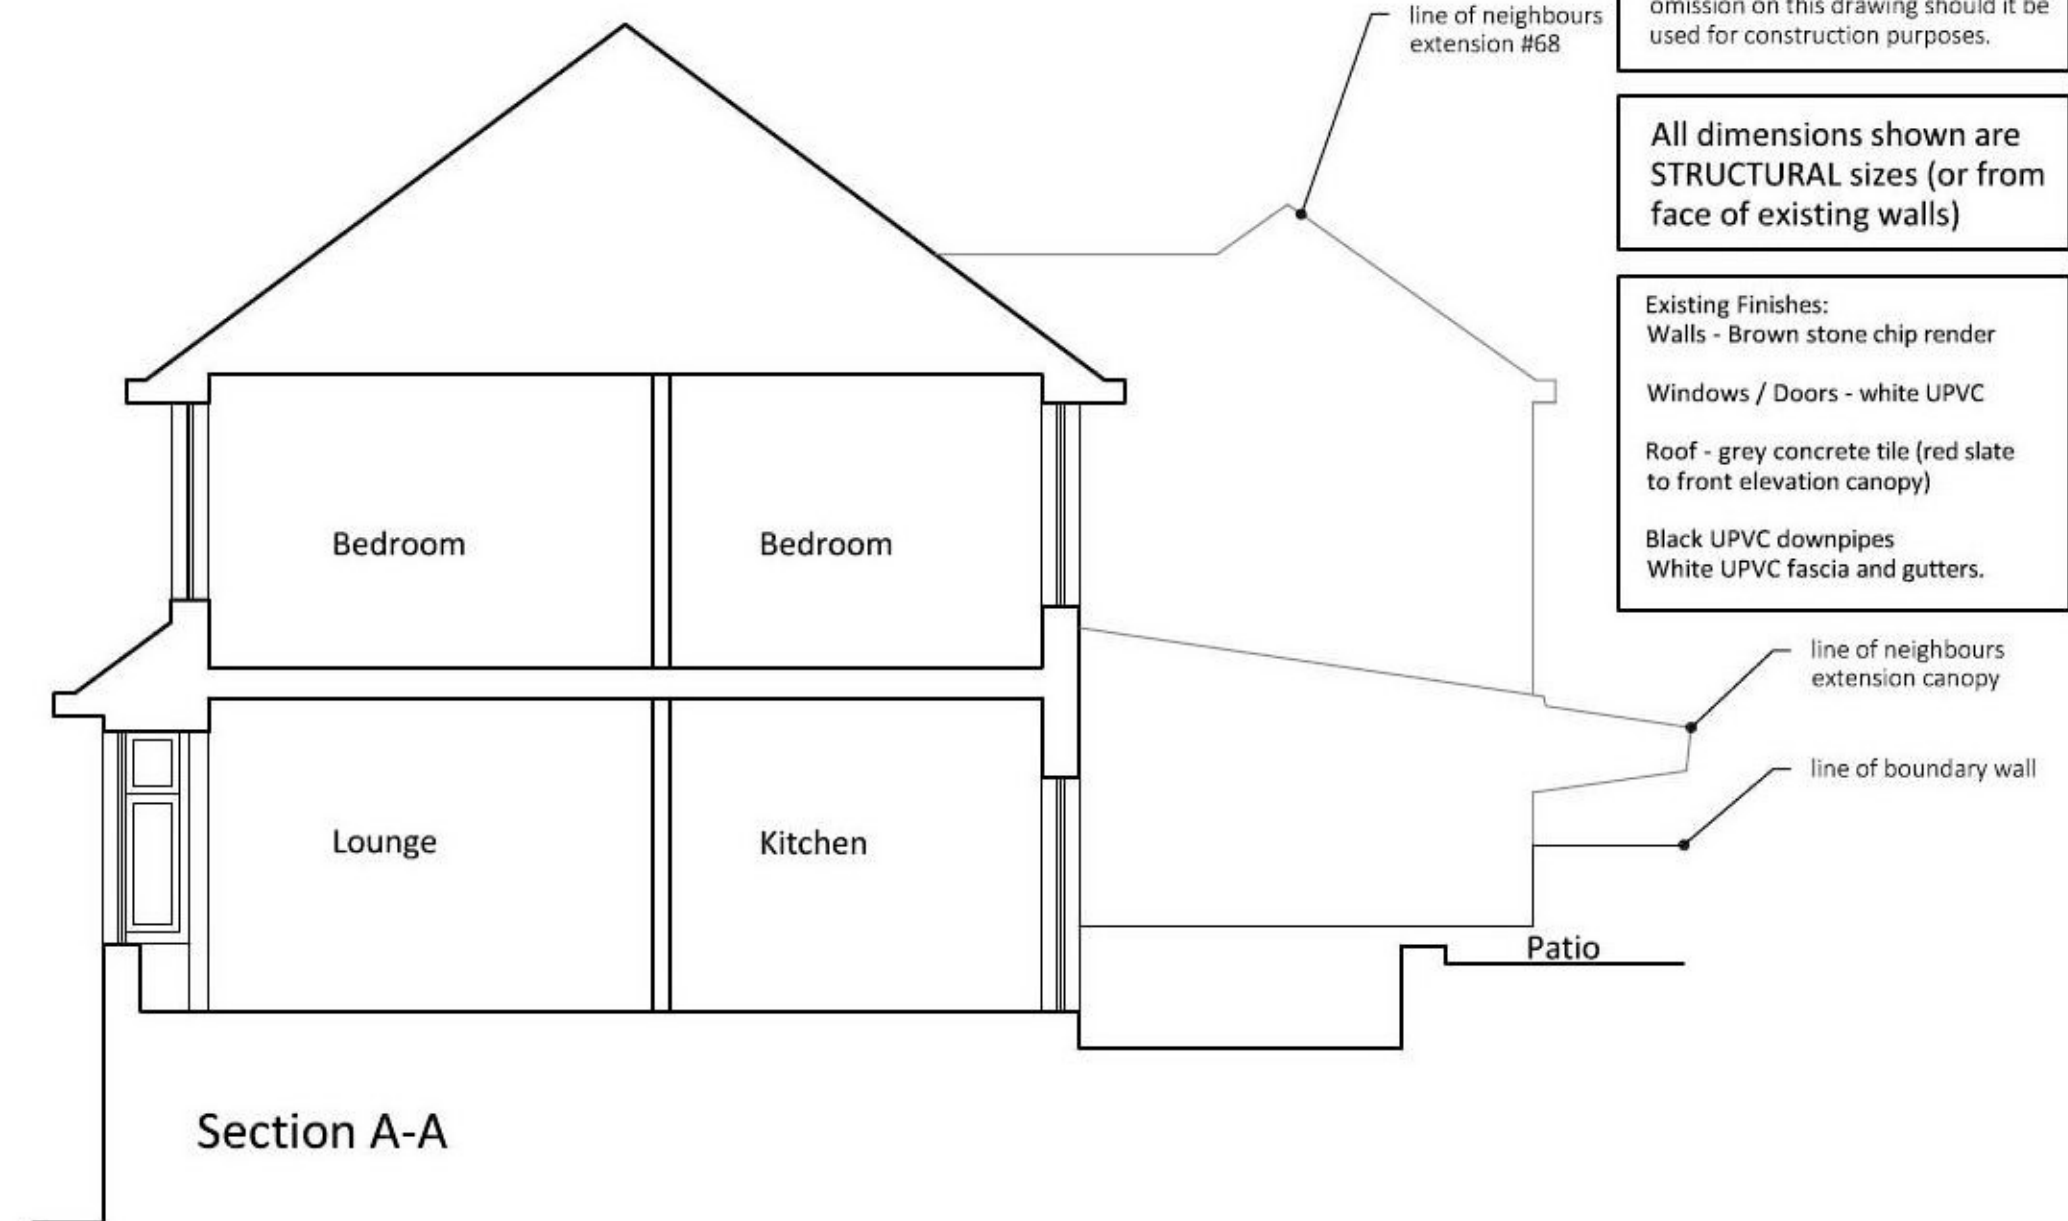 line of neighbours
extension #68
omission on this drawing should it be
used for construction purposes.
All dimensions shown are
STRUCTURAL sizes (or from
face of existing walls)
Existing Finishes:
Walls - Brown stone chip render
Windows / Doors - white UPVC
Roof - grey concrete tile (red slate
to front elevation canopy)
Black UPVC downpipes
White UPVC fascia and gutters.
Bedroom
Bedroom
line of neighbours
extension canopy
line of boundary wall
Lounge
Kitchen
Patio
Section A-A